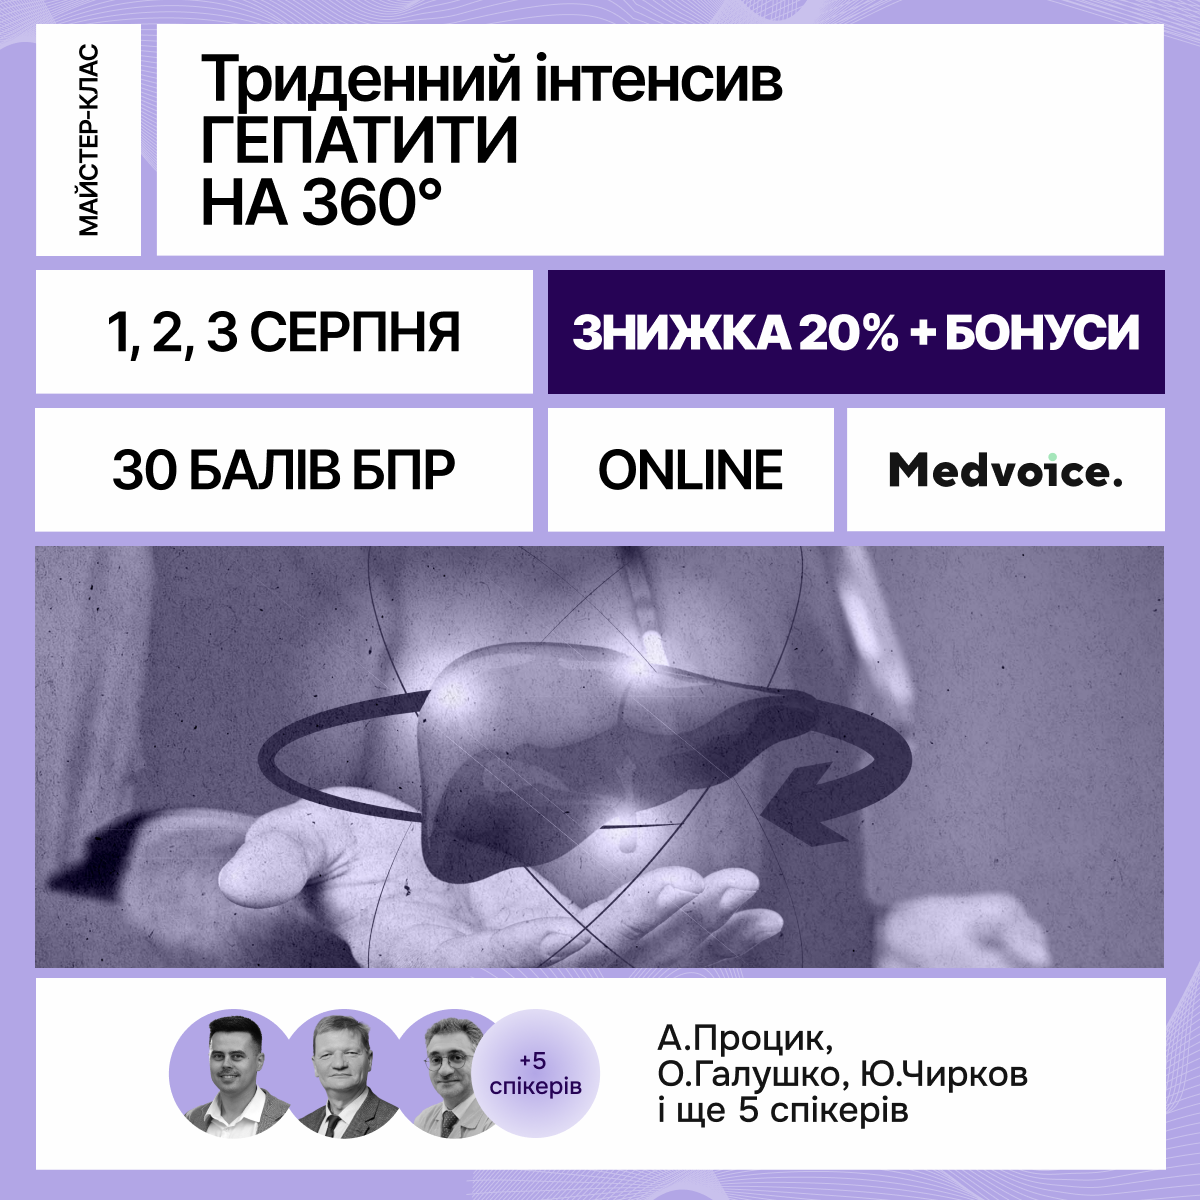 МАЙСТЕР-КЛАС
Триденний інтенсив
ГЕПАТИТИ
НА 360°
1, 2, 3 СЕРПНЯ
ЗНИЖКА 20% + БОНУСИ
30 БАЛІВ БПР
ONLINE
Medvoice.
+5
спікерів
А.Процик,
О.Галушко, Ю.Чирков
і ще 5 спікерів